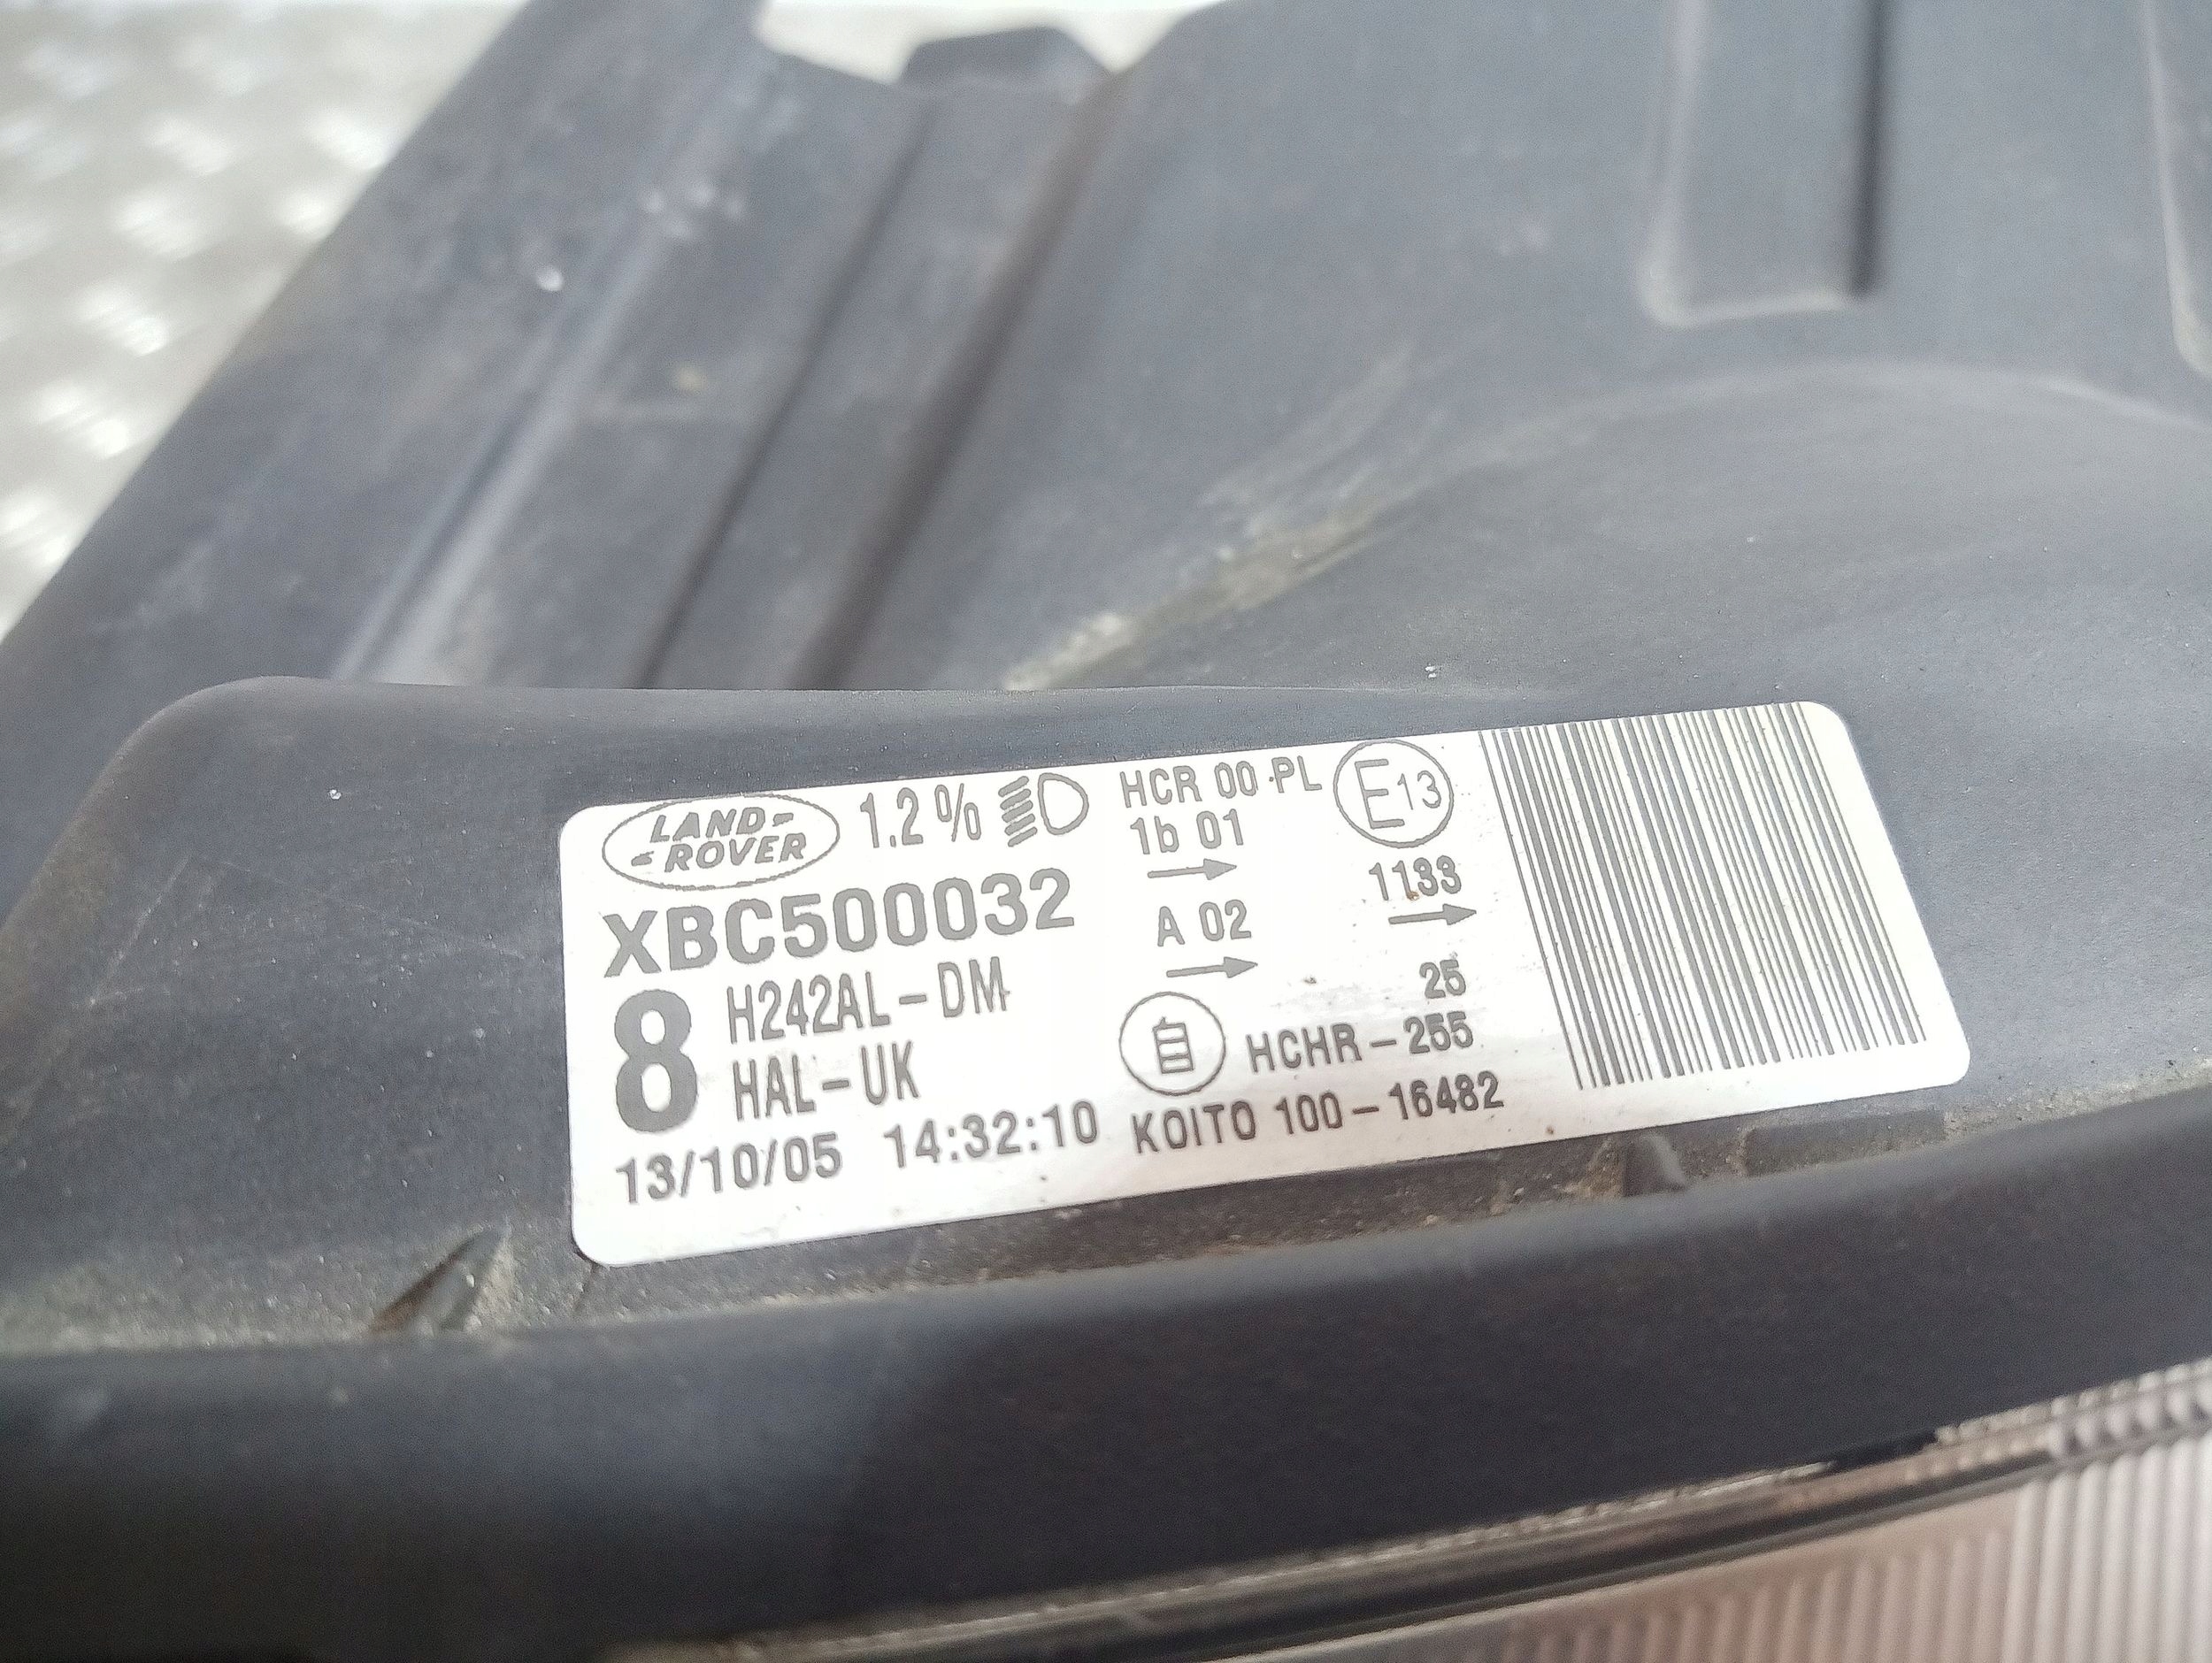 LAND-
ROVER
1.2%
XBC500032
8
H242AL-DM
HAL-UK
13/10/05 14:32:10
HCR 00 PL
1b 01
→
A 02
→
E13
1133
→
25
自 HCHR-255
KOITO 100-16482